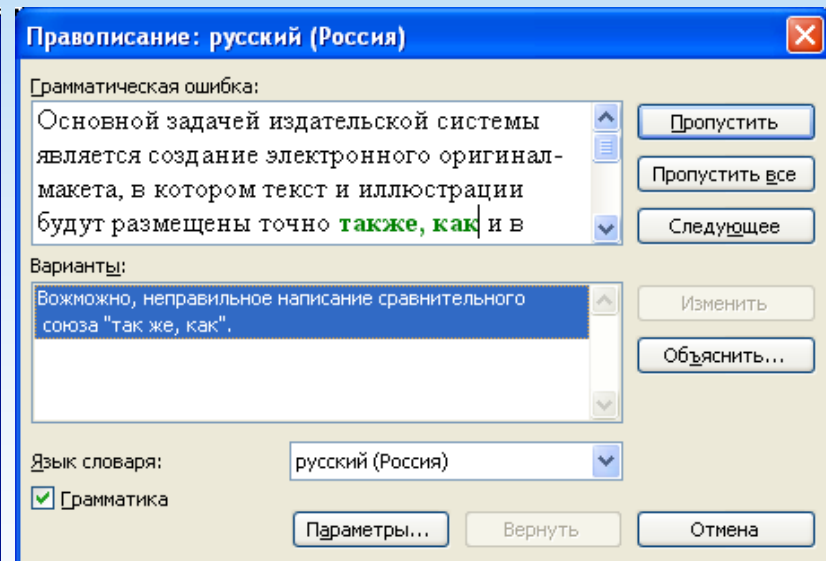 Правописание: русский (Россия)
Грамматическая ошибка:
Основной задачей издательской системы
является создание электронного оригинал-
макета, в котором текст и иллюстрации
будут размещены точно также, как и в
Пропустить
Пропустить все
Следующее
Варианты:
Вожможно, неправильное написание сравнительного
союза "так же, как".
Изменить
Объяснить...
Язык словаря:
русский (Россия)
Грамматика
Параметры...
Вернуть
Отмена